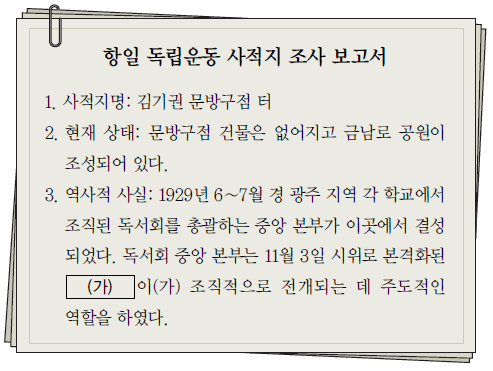 항일 독립운동 사적지 조사 보고서
1. 사적지명: 김기권 문방구점 터
2. 현재 상태: 문방구점 건물은 없어지고 금남로 공원이
조성되어 있다.
3. 역사적 사실: 1929년 6～7월 경 광주 지역 각 학교에서
조직된 독서회를 총괄하는 중앙 본부가 이곳에서 결성
되었다. 독서회 중앙 본부는 11월 3일 시위로 본격화된
(가) 이(가) 조직적으로 전개되는 데 주도적인
역할을 하였다.